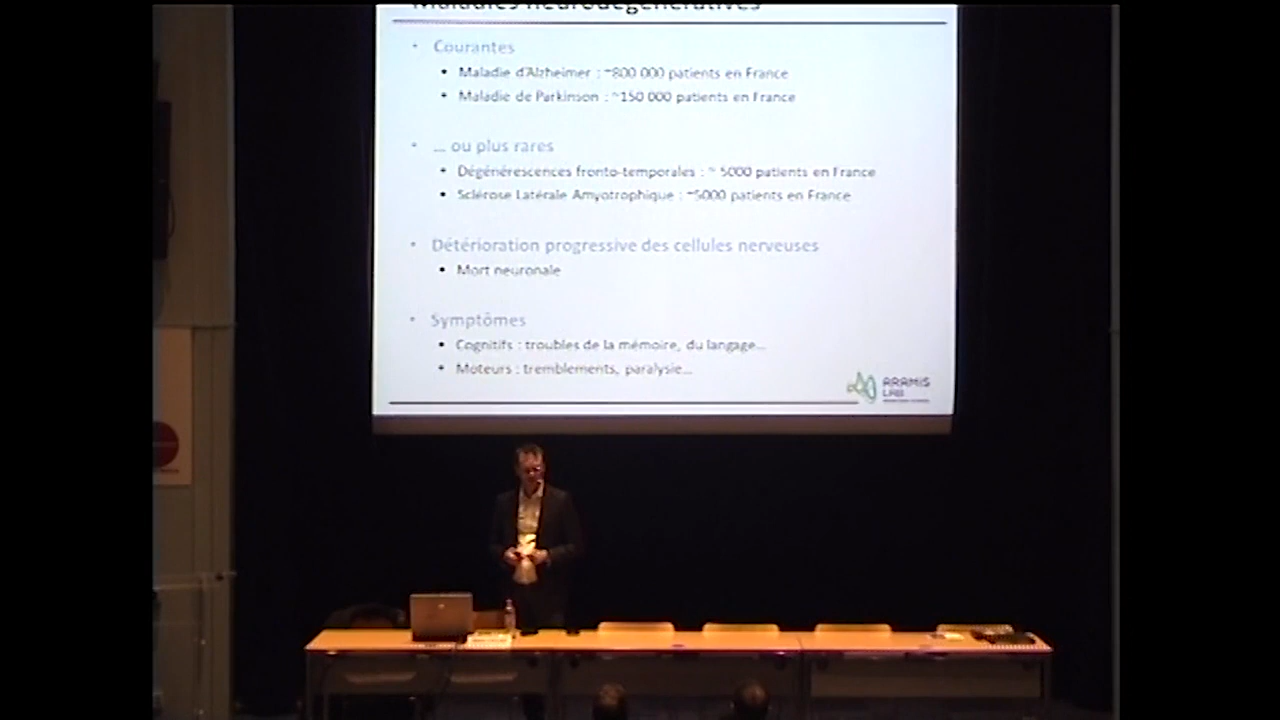 Maladies neurodégénératives
• Courantes
• Maladie d'Alzheimer : ~800 000 patients en France
• Maladie de Parkinson : ~150 000 patients en France
• ... ou plus rares
• Dégénérescences fronto-temporales : ~ 5000 patients en France
• Sclérose Latérale Amyotrophique : ~5000 patients en France
• Détérioration progressive des cellules nerveuses
• Mort neuronale
• Symptômes
• Cognitifs : troubles de la mémoire, du langage...
• Moteurs : tremblements, paralysie...
ARAMIS
LAB